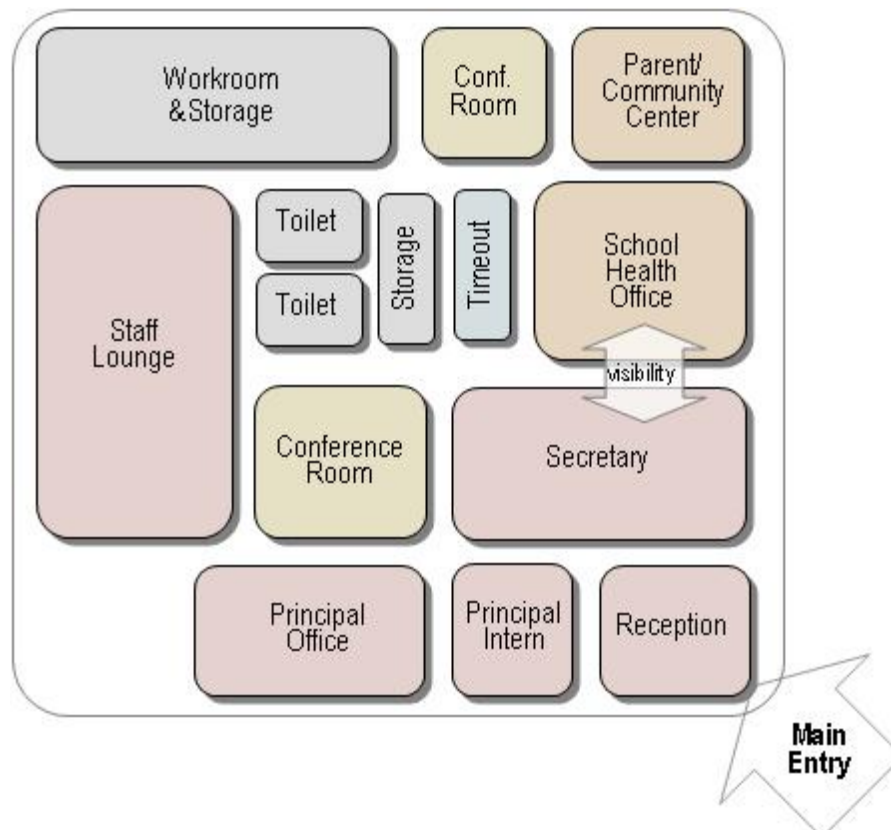 Workroom
&Storage
Conf.
Room
Parent/
Community
Center
Toilet
Toilet
Storage
Timeout
School
Health
Office
Staff
Lounge
visibility
Conference
Room
Secretary
Principal
Office
Principal
Intern
Reception
Main
Entry